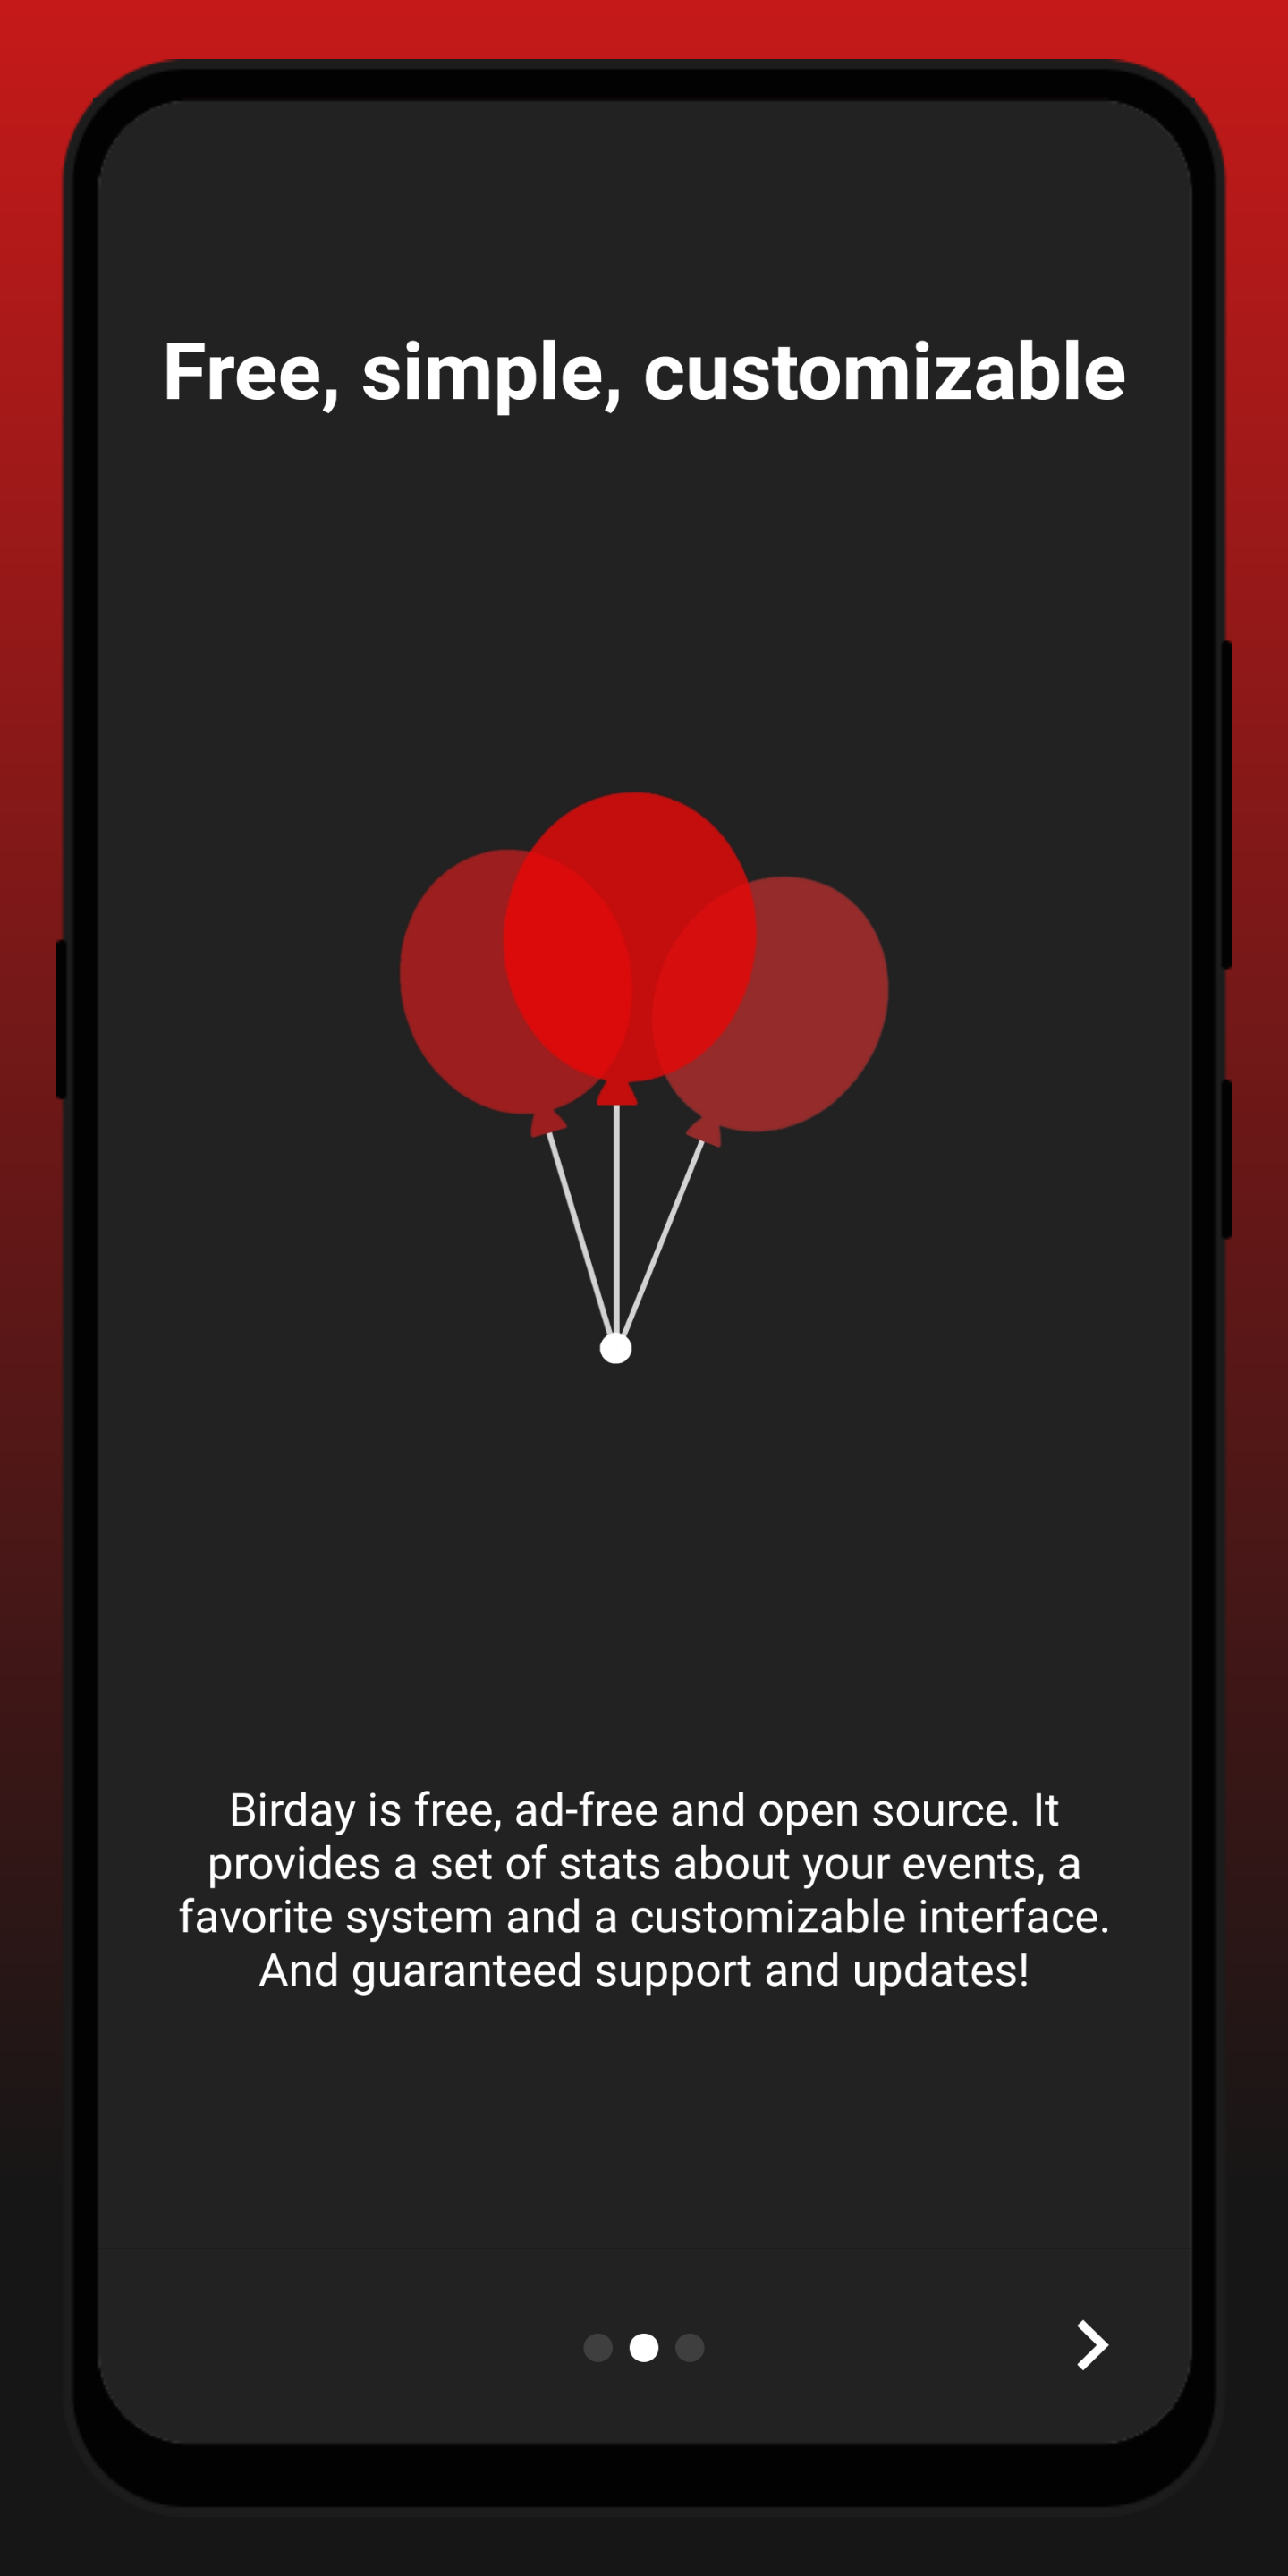 Free, simple, customizable
Birday is free, ad-free and open source. It
provides a set of stats about your events, a
favorite system and a customizable interface.
And guaranteed support and updates!